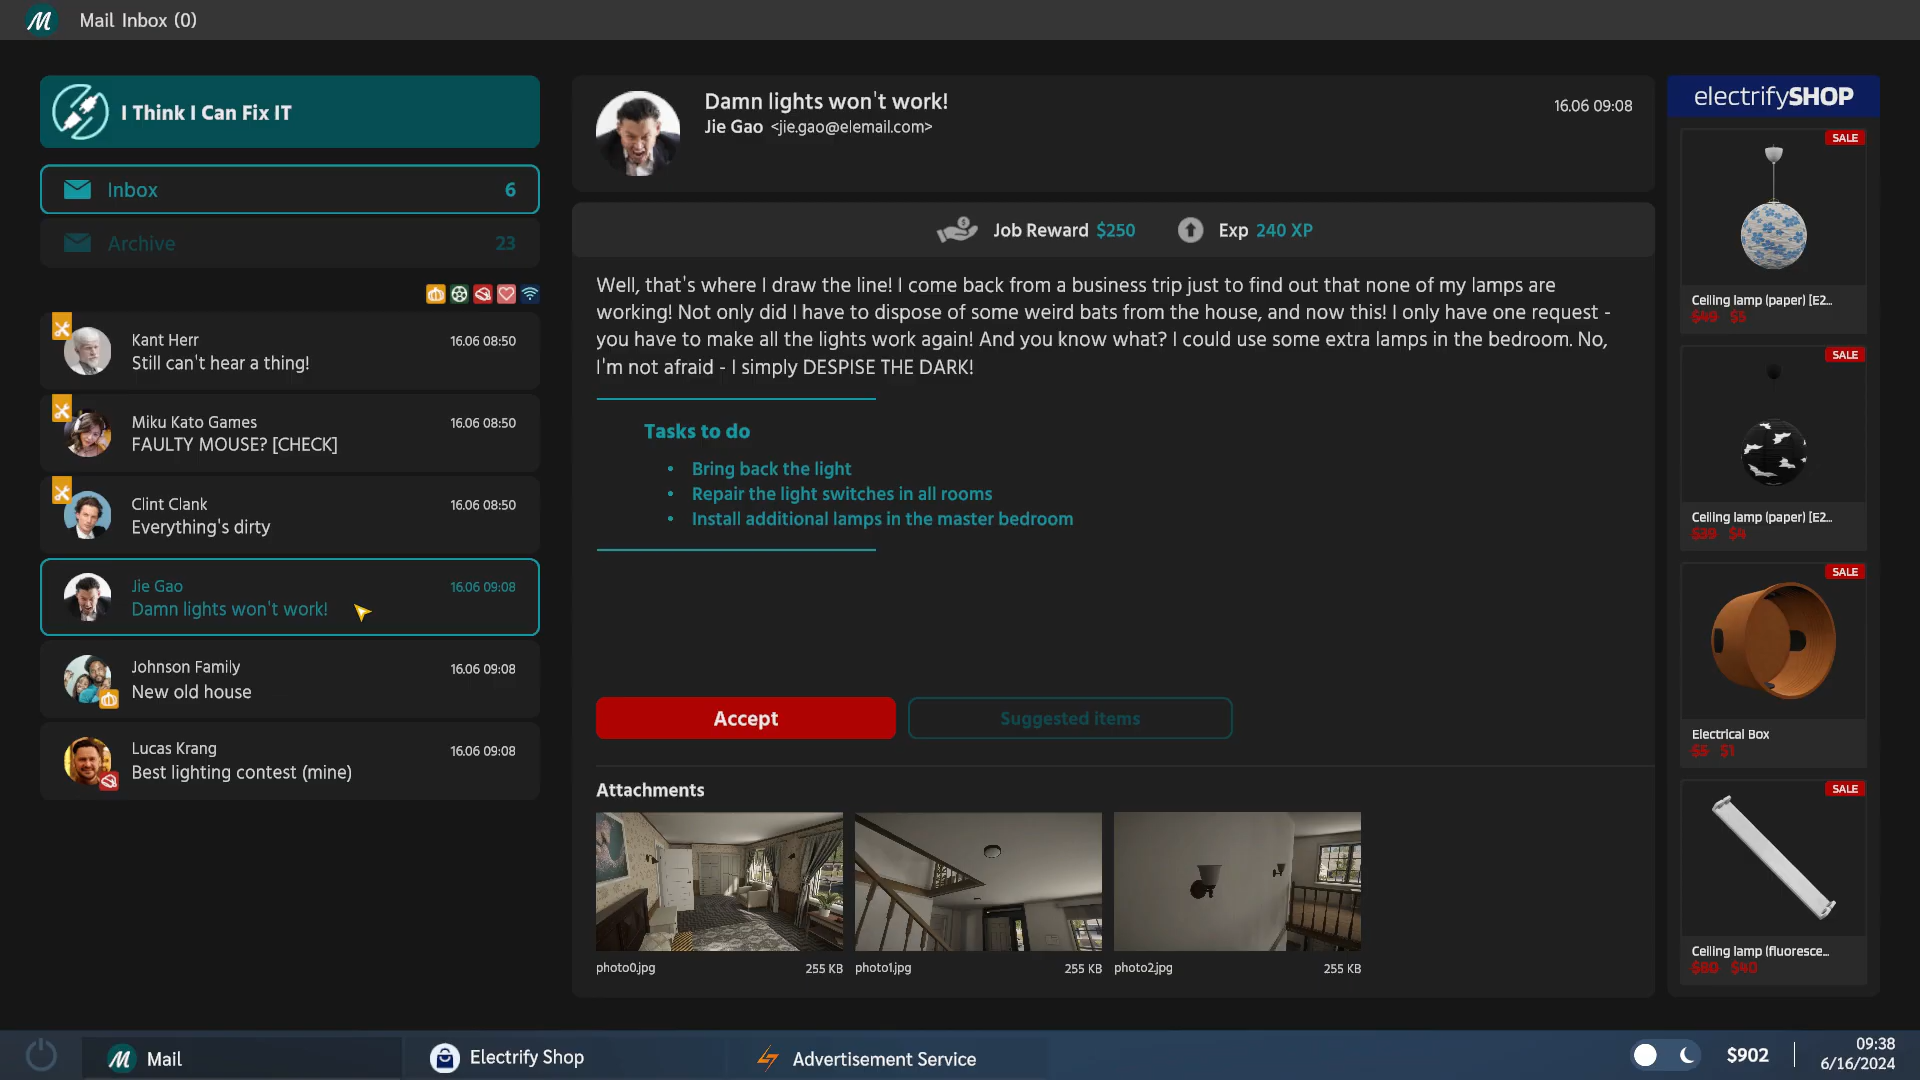 Mail Inbox (0)
I Think I Can Fix IT
Inbox 6
Archive 23
Kant Herr 16.06 08:50
Still can't hear a thing!
Miku Kato Games 16.06 08:50
FAULTY MOUSE? [CHECK]
Clint Clank 16.06 08:50
Everything's dirty
Jie Gao 16.06 09:08
Damn lights won't work!
Johnson Family 16.06 09:08
New old house
Lucas Krang 16.06 09:08
Best lighting contest (mine)
Damn lights won't work!
Jie Gao <jie.gao@elemail.com>
16.06 09:08
Job Reward $250 Exp 240 XP
Well, that's where I draw the line! I come back from a business trip just to find out that none of my lamps are
working! Not only did I have to dispose of some weird bats from the house, and now this! I only have one request -
you have to make all the lights work again! And you know what? I could use some extra lamps in the bedroom. No,
I'm not afraid - I simply DESPISE THE DARK!
Tasks to do
• Bring back the light
• Repair the light switches in all rooms
• Install additional lamps in the master bedroom
Accept Suggested items
Attachments
photo0.jpg 255 KB photo1.jpg 255 KB photo2.jpg 255 KB
electrifySHOP
SALE
Ceiling lamp (paper) [E2...
$49 $5
SALE
Ceiling lamp (paper) [E2...
$39 $4
SALE
Electrical Box
$5 $1
SALE
Ceiling lamp (fluoresce...
$80 $40
Mail
Electrify Shop
Advertisement Service
$902
09:38
6/16/2024